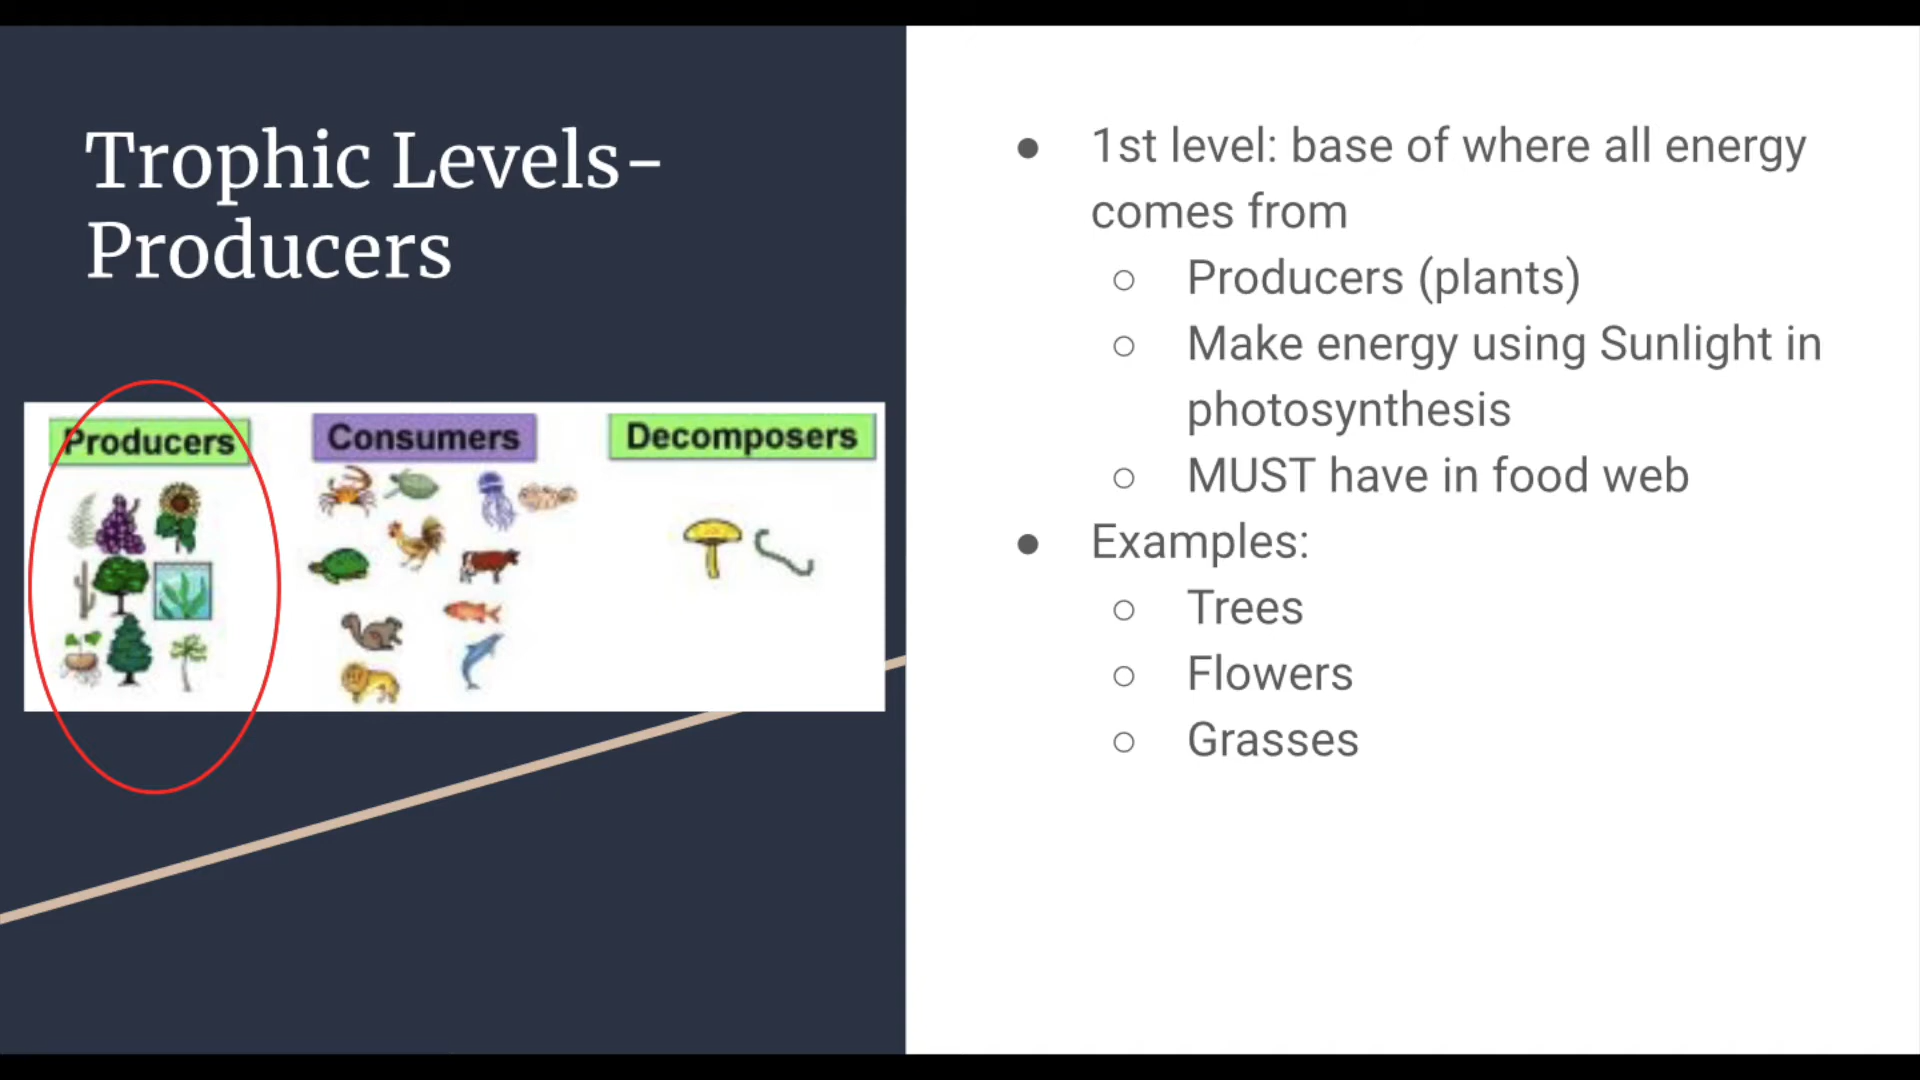 Trophic Levels-
Producers
Producers
Consumers
Decomposers
● 1st level: base of where all energy
comes from
○ Producers (plants)
○ Make energy using Sunlight in
photosynthesis
○ MUST have in food web
● Examples:
○ Trees
○ Flowers
○ Grasses